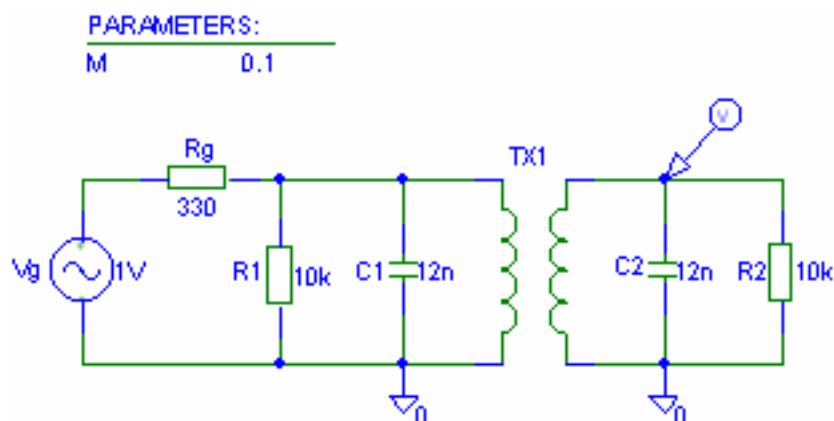 PARAMETERS:
M 0.1
V
Rg
330
TX1
Vg
1V
R1
10k
C1
12n
C2
12n
R2
10k
0
0